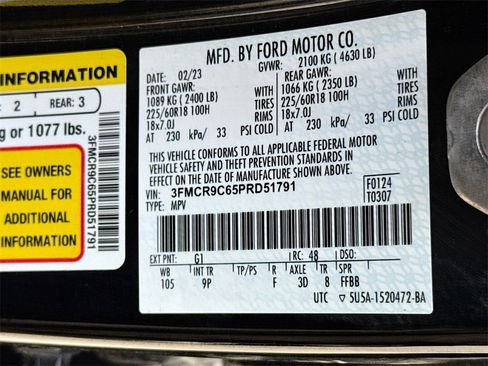 INFORMATION
2 REAR: 3
g or 1077 lbs.
SEE OWNERS
MANUAL FOR
ADDITIONAL
INFORMATION
3FMCR9C65PRD51791
MFD. BY FORD MOTOR CO.
DATE: 02/23 GVWR: 2100 KG ( 4630 LB)
FRONT GAWR: REAR GAWR:
1089 KG ( 2400 LB) WITH 1066 KG ( 2350 LB) WITH
225/60R18 100H TIRES 225/60R18 100H TIRES
18x7.0J RIMS 18x7.0J RIMS
AT 230 kPa/ 33 PSI COLD AT 230 kPa/ 33 PSI COLD
THIS VEHICLE CONFORMS TO ALL APPLICABLE FEDERAL MOTOR
VEHICLE SAFETY AND THEFT PREVENTION STANDARDS IN
EFFECT ON THE DATE OF MANUFACTURE SHOWN ABOVE.
VIN: 3FMCR9C65PRD51791 F0124
TYPE: MPV T0307
EXT PNT: G1 RC: 48 DSO:
WB INT TR TP/PS R AXLE TR SPR
105 9P F 3D 8 FFBB
UTC ▽ 5U5A-1520472-BA